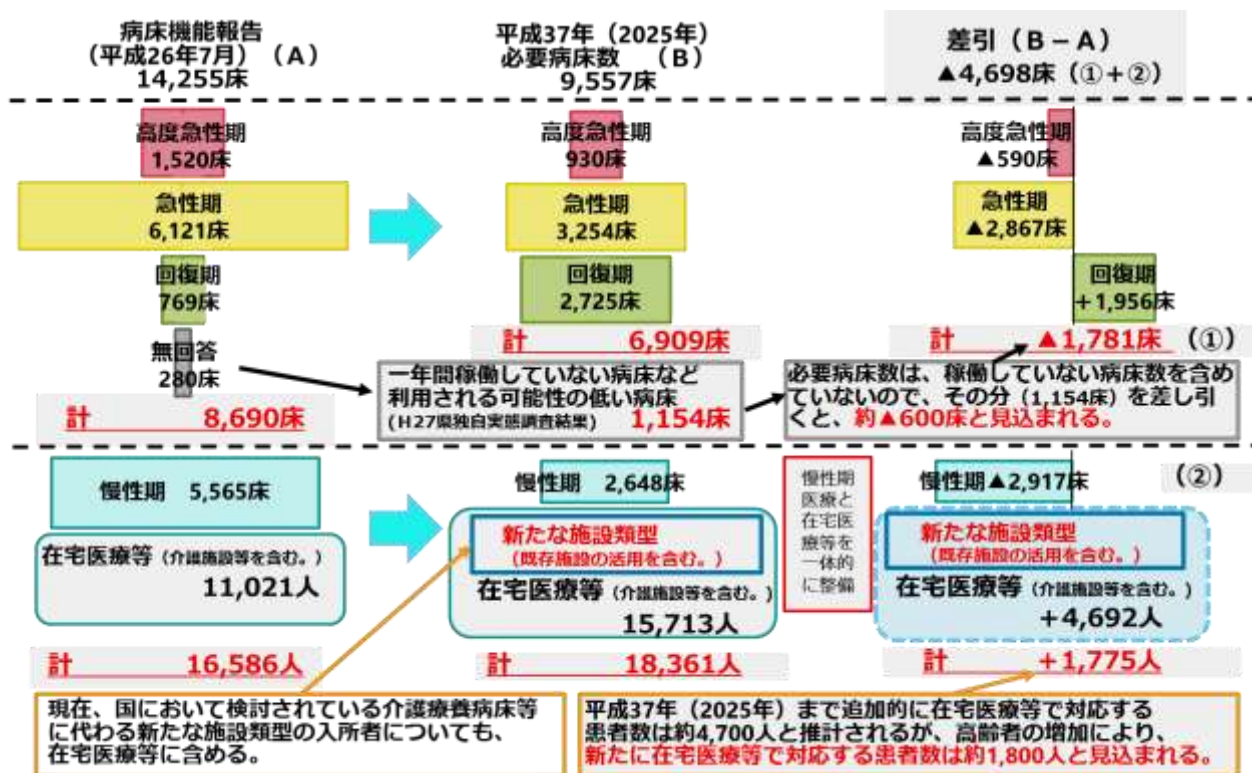 病床機能報告
(平成26年7月)(A)
14,255床
平成37年(2025年)
必要病床数 (B)
9,557床
差引(B-A)
▲4,698床(①+②)
高度急性期
1,520床
高度急性期
930床
高度急性期
▲590床
急性期
6,121床
急性期
3,254床
急性期
▲2,867床
回復期
769床
回復期
2,725床
回復期
+1,956床
無回答
280床
計 8,690床
計 6,909床
計 ▲1,781床 (①)
一年間稼働していない病床など
利用される可能性の低い病床
(H27県独自実態調査結果) 1,154床
必要病床数は、稼働していない病床数を含め
ていないので、その分(1,154床)を差し引
くと、約▲600床と見込まれる。
慢性期 5,565床
慢性期 2,648床
慢性期▲2,917床
(②)
慢性期
医療と
在宅医
療等を
一体的
に整備
在宅医療等(介護施設等を含む。)
11,021人
新たな施設類型
(既存施設の活用を含む。)
在宅医療等(介護施設等を含む。)
15,713人
新たな施設類型
(既存施設の活用を含む。)
在宅医療等(介護施設等を含む。)
+4,692人
計 16,586人
計 18,361人
計 +1,775人
現在、国において検討されている介護療養病床等
に代わる新たな施設類型の入所者についても、
在宅医療等に含める。
平成37年(2025年)まで追加的に在宅医療等で対応する
患者数は約4,700人と推計されるが、高齢者の増加により、
新たに在宅医療等で対応する患者数は約1,800人と見込まれる。